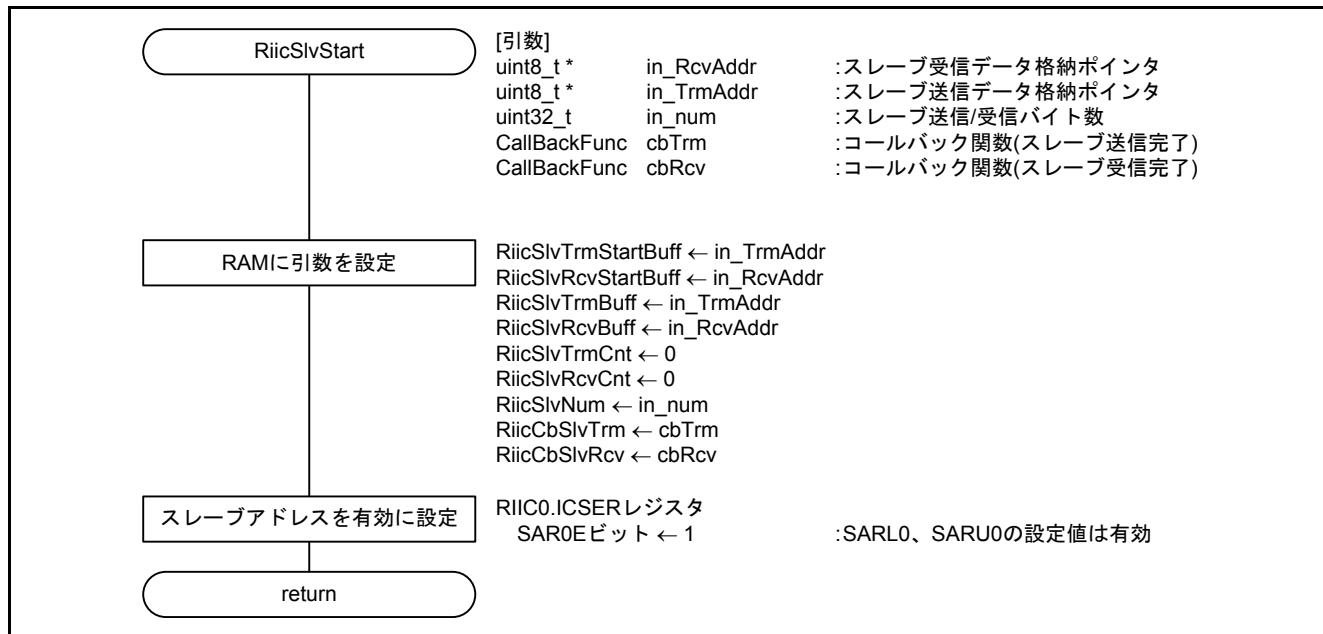 RiicSlvStart
[引数]
uint8_t * in_RcvAddr :スレーブ受信データ格納ポインタ
uint8_t * in_TrmAddr :スレーブ送信データ格納ポインタ
uint32_t in_num :スレーブ送信/受信バイト数
CallBackFunc cbTrm :コールバック関数(スレーブ送信完了)
CallBackFunc cbRcv :コールバック関数(スレーブ受信完了)
RAMに引数を設定
RiicSlvTrmStartBuff ← in_TrmAddr
RiicSlvRcvStartBuff ← in_RcvAddr
RiicSlvTrmBuff ← in_TrmAddr
RiicSlvRcvBuff ← in_RcvAddr
RiicSlvTrmCnt ← 0
RiicSlvRcvCnt ← 0
RiicSlvNum ← in_num
RiicCbSlvTrm ← cbTrm
RiicCbSlvRcv ← cbRcv
スレーブアドレスを有効に設定
RIIC0.ICSERレジスタ
SAR0Eビット ← 1 :SARL0、SARU0の設定値は有効
return